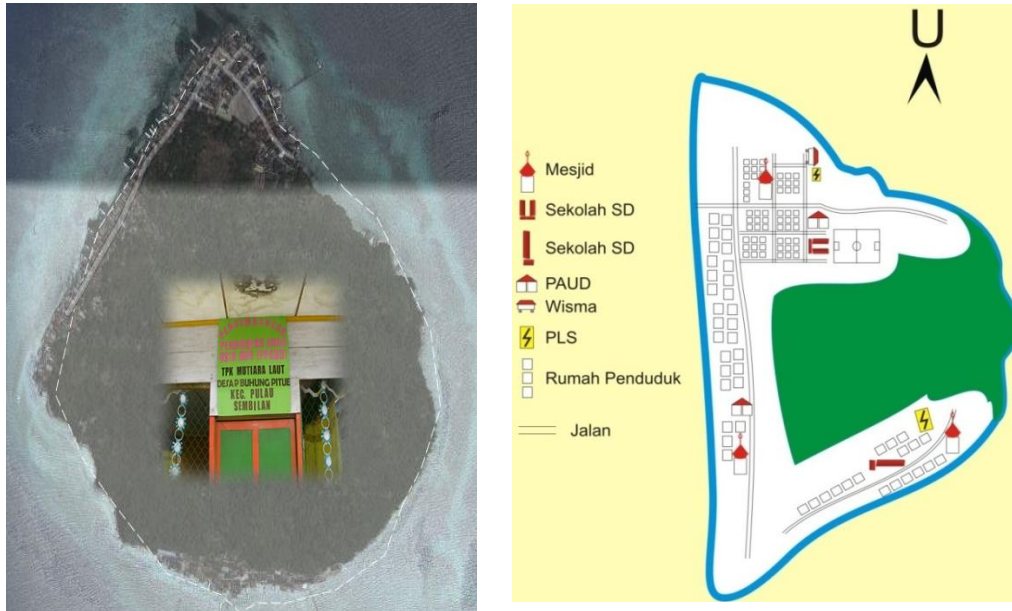 TPK MUTIARA LAUT
DESA P BUHUNG PITUE
KEC. PULAU
SEMBILAN
U
Mesjid
Sekolah SD
Sekolah SD
PAUD
Wisma
PLS
Rumah Penduduk
Jalan